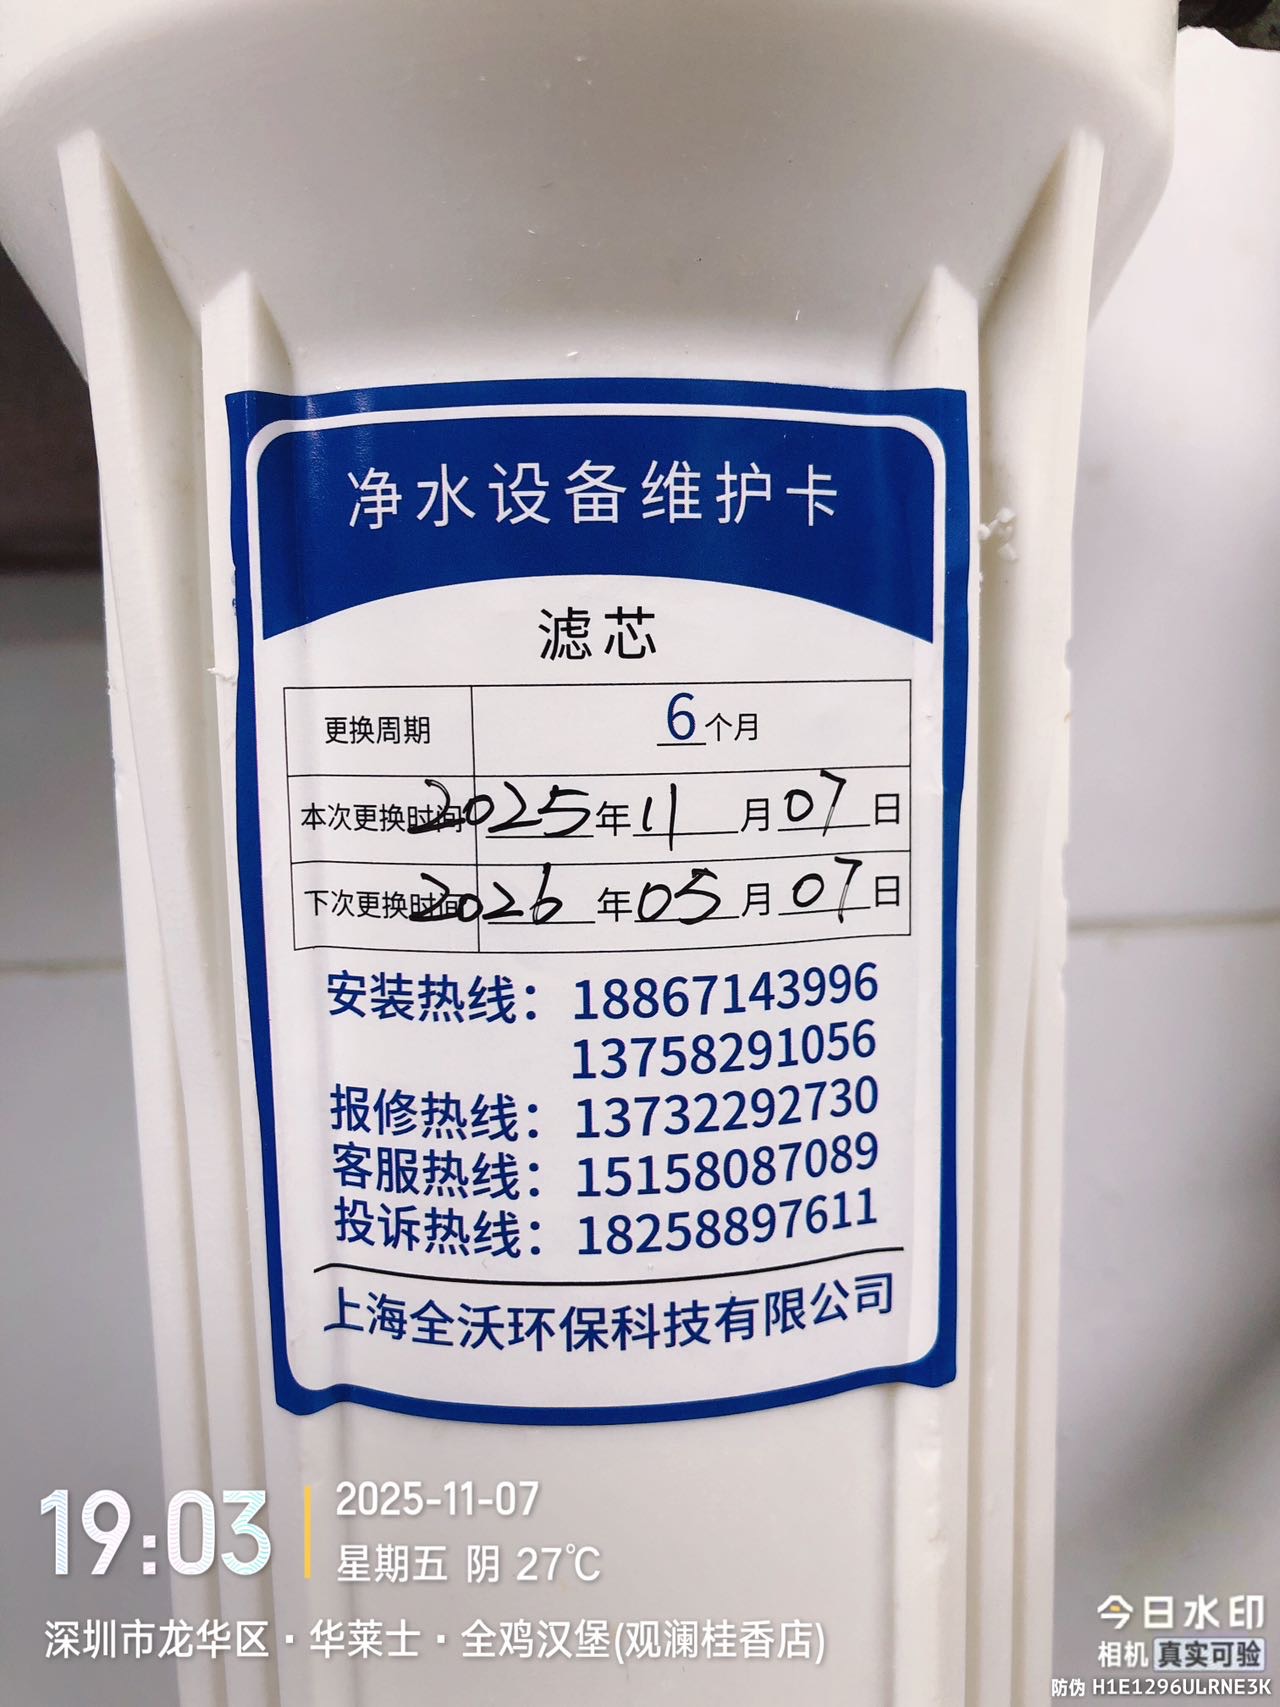 净水设备维护卡
滤芯
更换周期 6个月
本次更换时间 2025年11月07日
下次更换时间 2026年05月07日
安装热线：18867143996
13758291056
报修热线：13732292730
客服热线：15158087089
投诉热线：18258897611
上海全沃环保科技有限公司
19:03
2025-11-07
星期五 阴 27℃
深圳市龙华区·华莱士·全鸡汉堡(观澜桂香店)
今日水印
相机 真实可验
防伪 H1E1296ULRNE3K